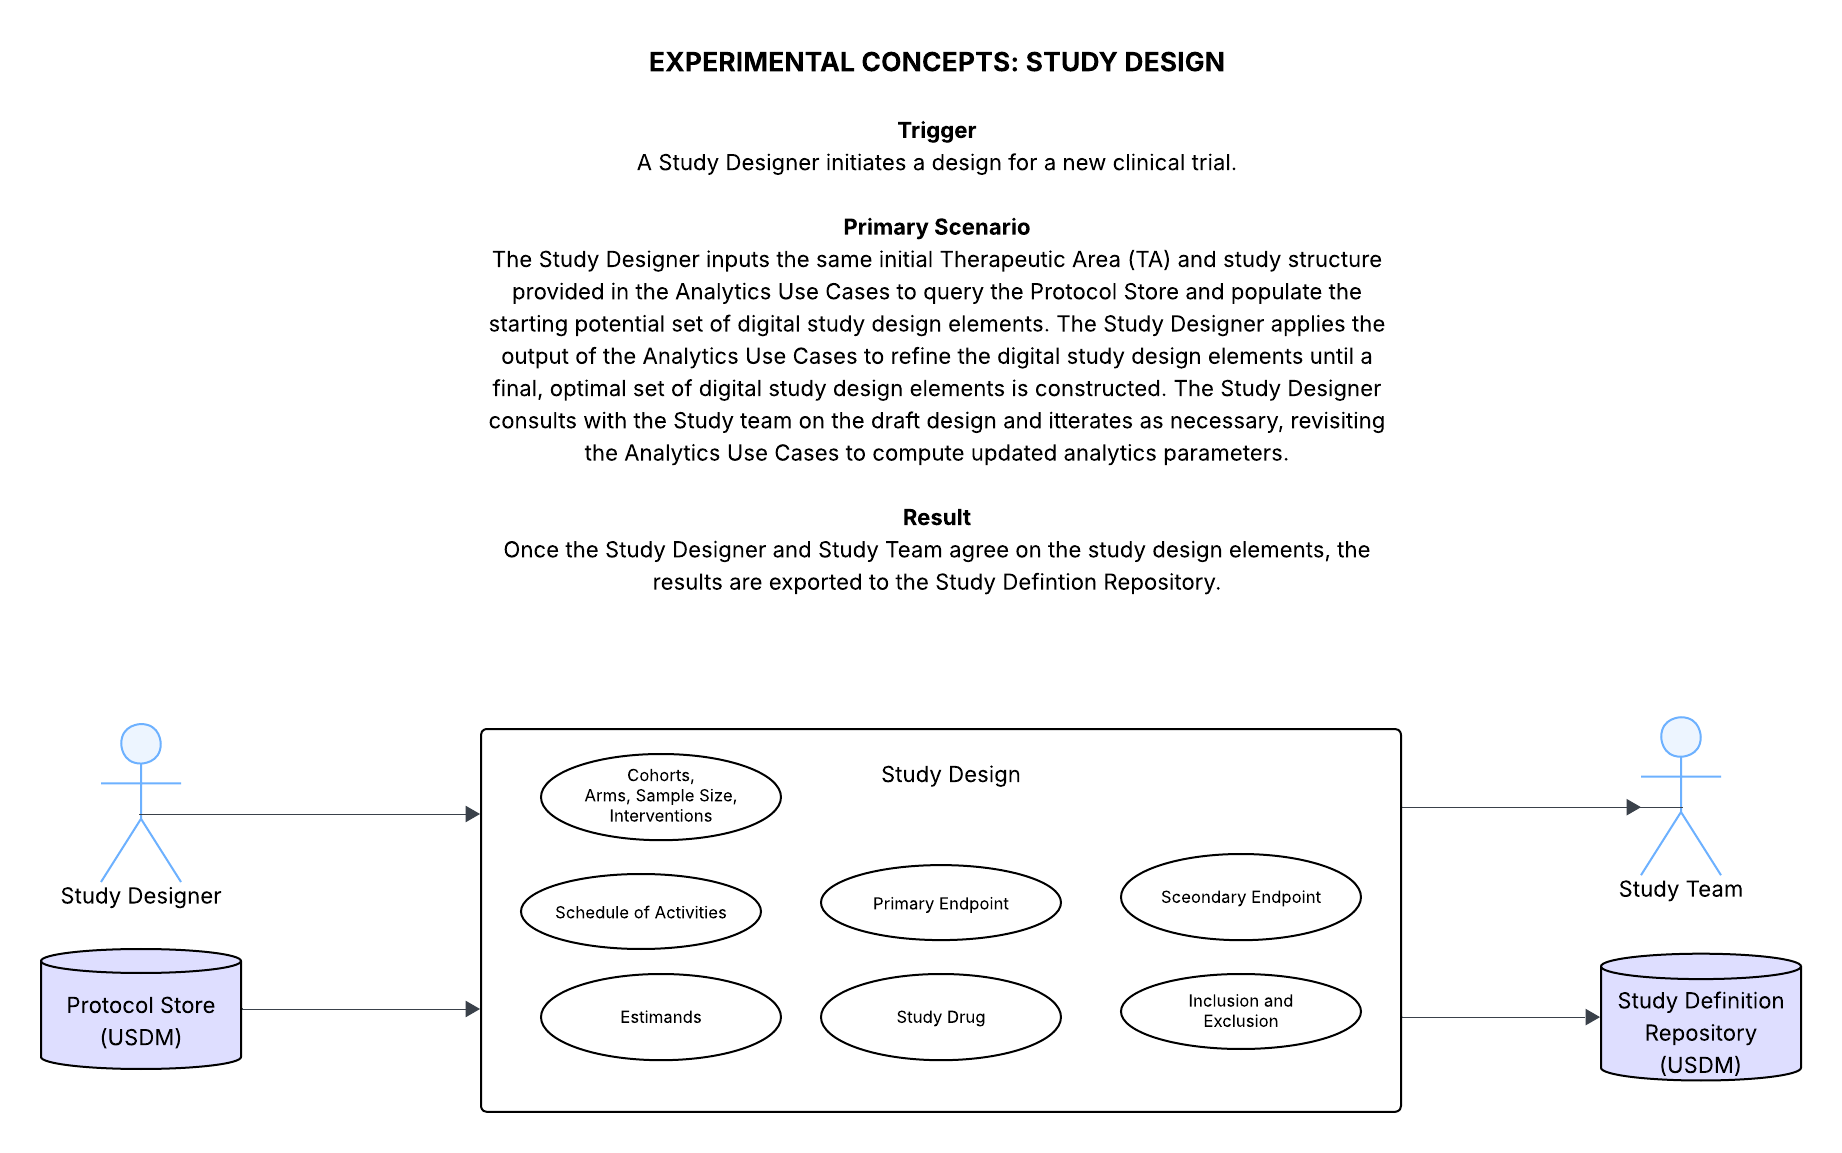 EXPERIMENTAL CONCEPTS: STUDY DESIGN
Trigger
A Study Designer initiates a design for a new clinical trial.
Primary Scenario
The Study Designer inputs the same initial Therapeutic Area (TA) and study structure
provided in the Analytics Use Cases to query the Protocol Store and populate the
starting potential set of digital study design elements. The Study Designer applies the
output of the Analytics Use Cases to refine the digital study design elements until a
final, optimal set of digital study design elements is constructed. The Study Designer
consults with the Study team on the draft design and itterates as necessary, revisiting
the Analytics Use Cases to compute updated analytics parameters.
Result
Once the Study Designer and Study Team agree on the study design elements, the
results are exported to the Study Defintion Repository.
Study Designer
Protocol Store
(USDM)
Study Design
Cohorts,
Arms, Sample Size,
Interventions
Schedule of Activities
Primary Endpoint
Sceondary Endpoint
Estimands
Study Drug
Inclusion and
Exclusion
Study Team
Study Definition
Repository
(USDM)